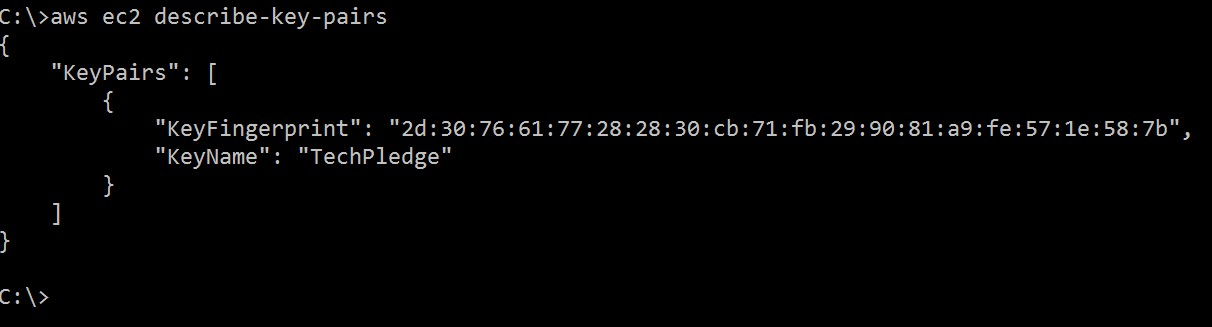 C:\>aws ec2 describe-key-pairs
{
    "KeyPairs": [
        {
            "KeyFingerprint": "2d:30:76:61:77:28:28:30:cb:71:fb:29:90:81:a9:fe:57:1e:58:7b",
            "KeyName": "TechPledge"
        }
    ]
}
C:\>